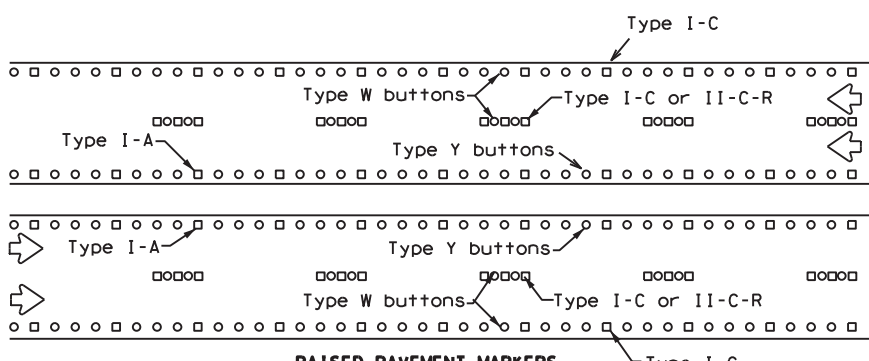 Type I-C
Type W buttons
Type I-C or II-C-R
Type I-A
Type Y buttons
Type I-A
Type Y buttons
Type W buttons
Type I-C or II-C-R
RAISED PAVEMENT MARKERS
Type I-C